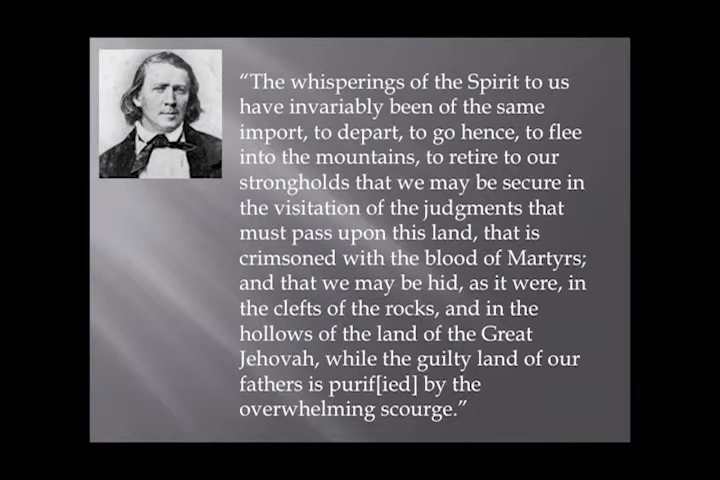 “The whisperings of the Spirit to us
have invariably been of the same
import, to depart, to go hence, to flee
into the mountains, to retire to our
strongholds that we may be secure in
the visitation of the judgments that
must pass upon this land, that is
crimsoned with the blood of Martyrs;
and that we may be hid, as it were, in
the clefts of the rocks, and in the
hollows of the land of the Great
Jehovah, while the guilty land of our
fathers is purif[ied] by the
overwhelming scourge.”